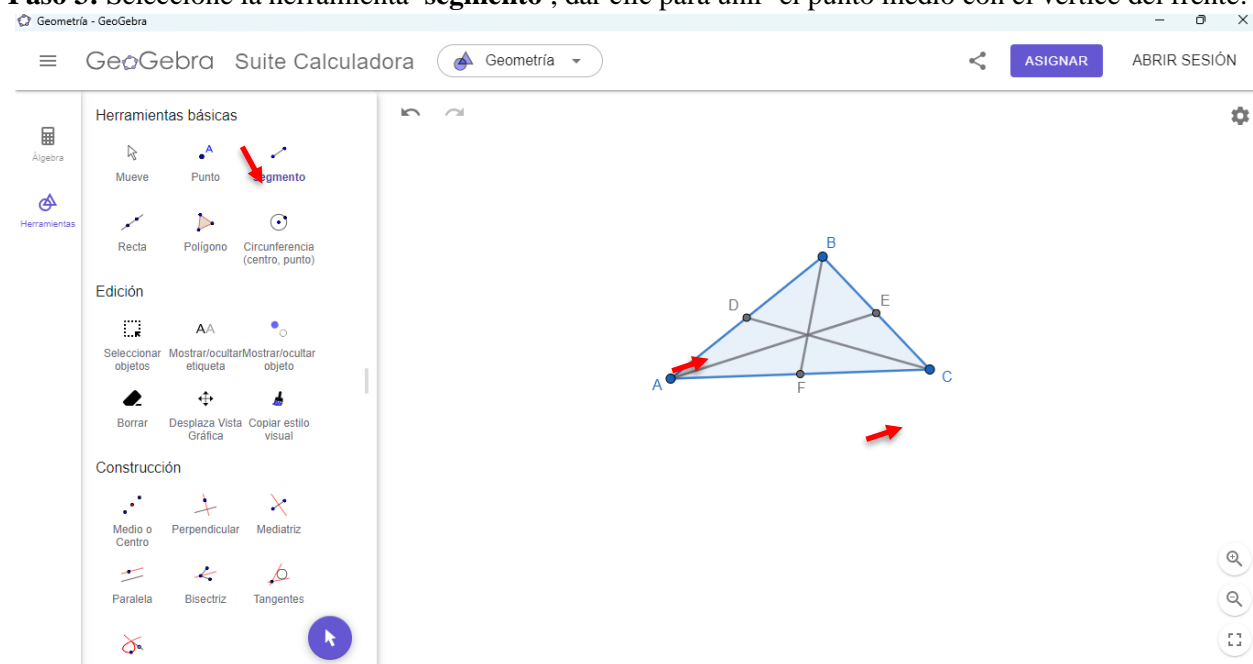 Paso 3: Seleccione la herramienta "segmento", dar clic para unir el punto medio con el vértice del frente.
Geometría - GeoGebra
GeoGebra Suite Calculadora
Geometría
ASIGNAR
ABRIR SESIÓN
Álgebra
Herramientas
Herramientas básicas
Mueve
Punto
Segmento
Recta
Polígono
Circunferencia
(centro, punto)
Edición
Seleccionar
objetos
Mostrar/ocultar
etiqueta
Mostrar/ocultar
objeto
Borrar
Desplaza Vista
Gráfica
Copiar estilo
visual
Construcción
Medio o
Centro
Perpendicular
Mediatriz
Paralela
Bisectriz
Tangentes
A
AA
B
D
E
A
F
C